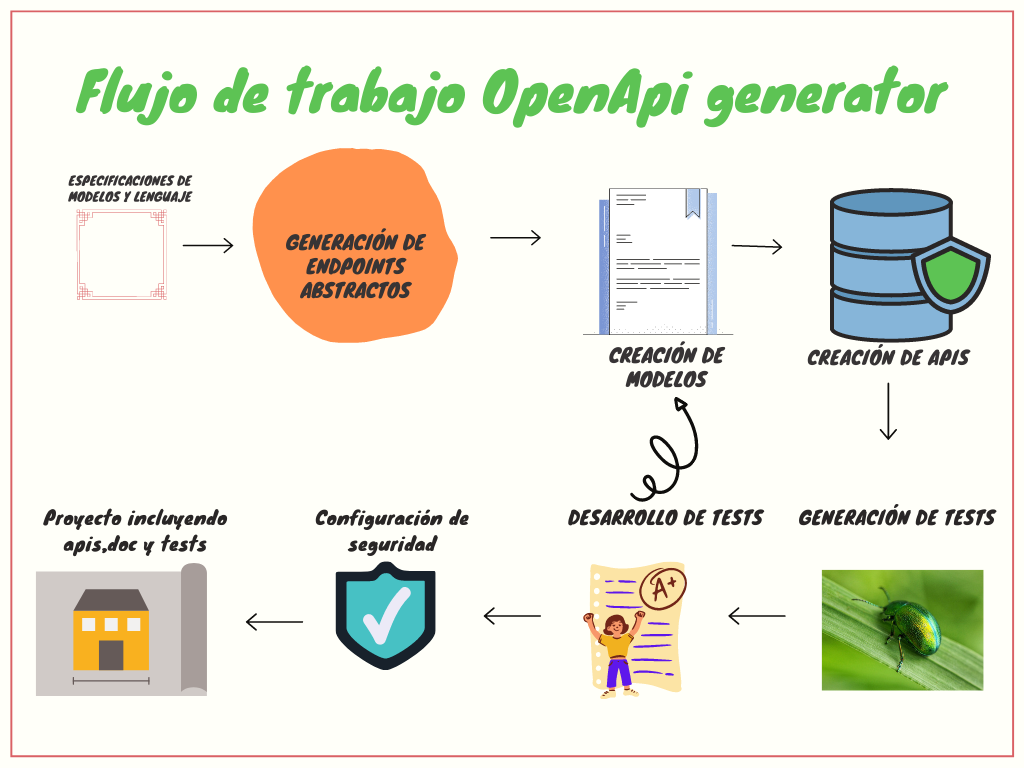 Flujo de trabajo OpenApi generator
ESPECIFICACIONES DE
MODELOS Y LENGUAJE
GENERACIÓN DE
ENDPOINTS
ABSTRACTOS
CREACIÓN DE
MODELOS
CREACIÓN DE APIS
Proyecto incluyendo
apis,doc y tests
Configuración de
seguridad
DESARROLLO DE TESTS
A+
GENERACIÓN DE TESTS